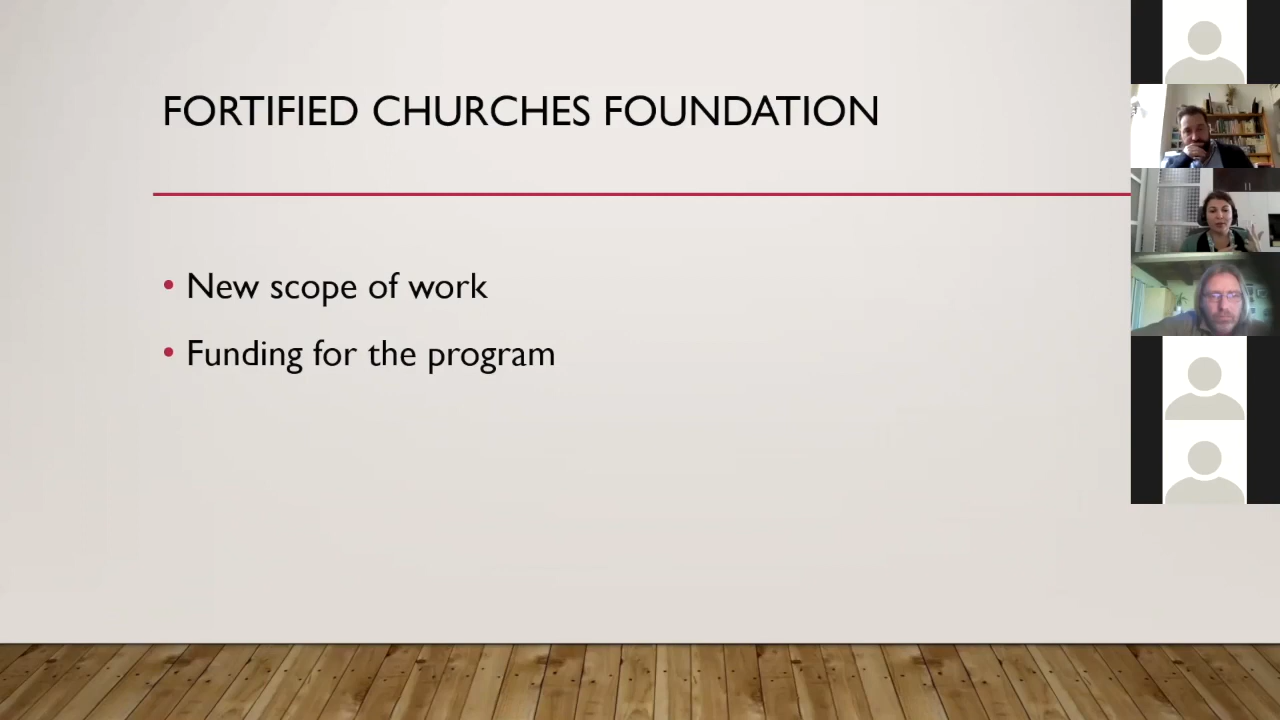 FORTIFIED CHURCHES FOUNDATION
• New scope of work
• Funding for the program